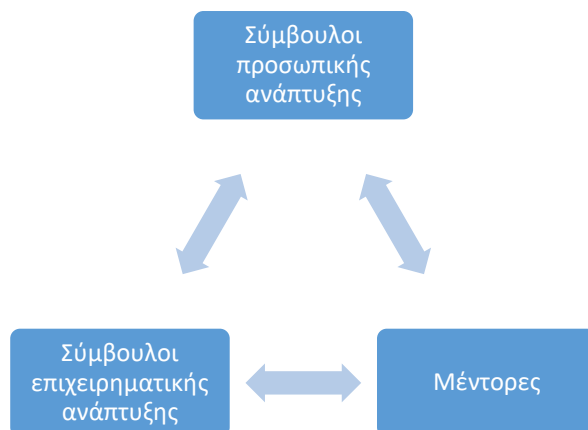 Σύμβουλοι
προσωπικής
ανάπτυξης
Σύμβουλοι
επιχειρηματικής
ανάπτυξης
Μέντορες